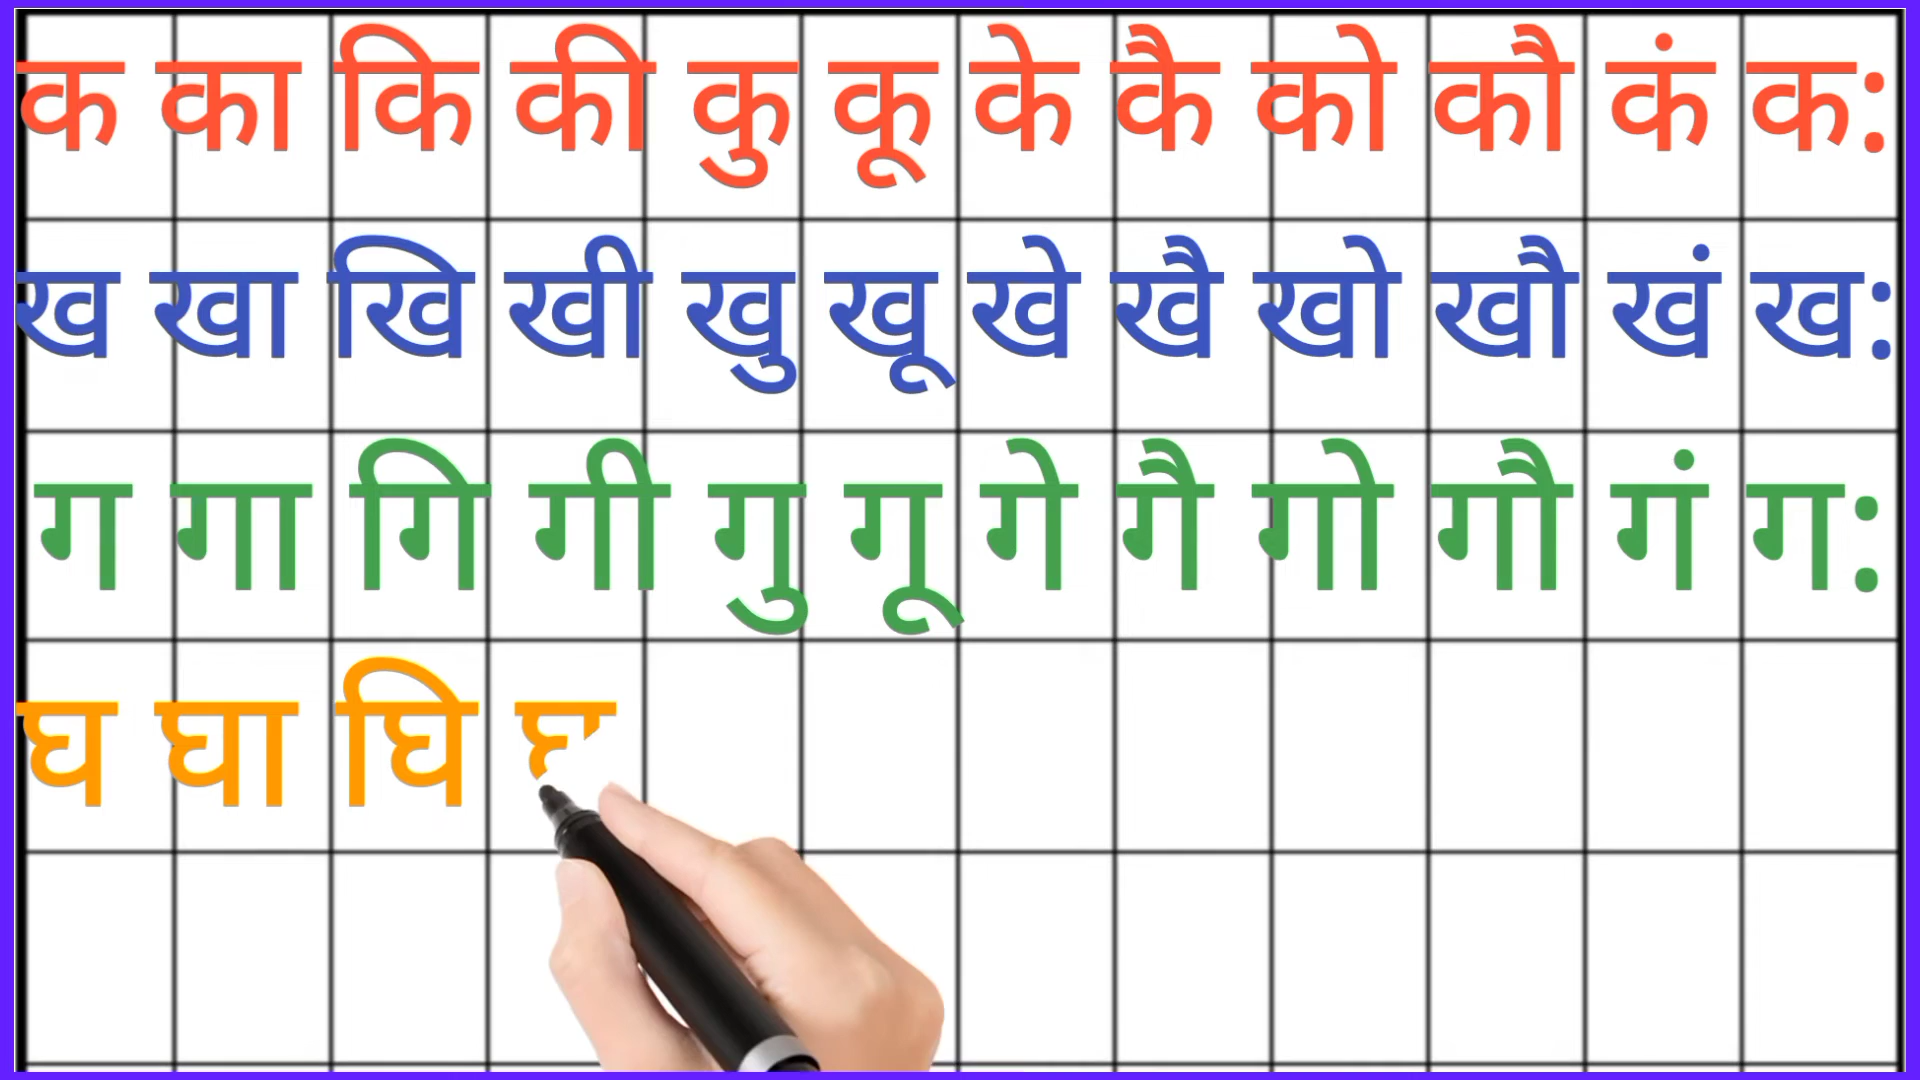 क का कि की कु कू के कै को कौ कं क:
ख खा खि खी खु खू खे खै खो खौ खं ख:
ग गा गि गी गु गू गे गै गो गौ गं ग:
घ घा घि